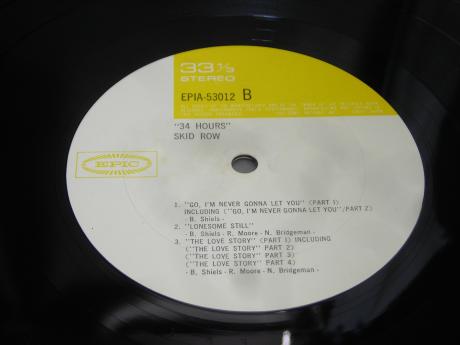 33⅓
STEREO
EPIA-53012 B
"34 HOURS"
SKID ROW
EPIC
1. "GO, I'M NEVER GONNA LET YOU" (PART 1)
INCLUDING ("GO, I'M NEVER GONNA LET YOU"/PART 2)
- B. Shiels -
2. "LONESOME STILL"
- B. Shiels - R. Moore - N. Bridgeman -
3. "THE LOVE STORY" (PART 1) INCLUDING
("THE LOVE STORY" PART 2)
("THE LOVE STORY" PART 3)
("THE LOVE STORY" PART 4)
- B. Shiels - R. Moore - N. Bridgeman -